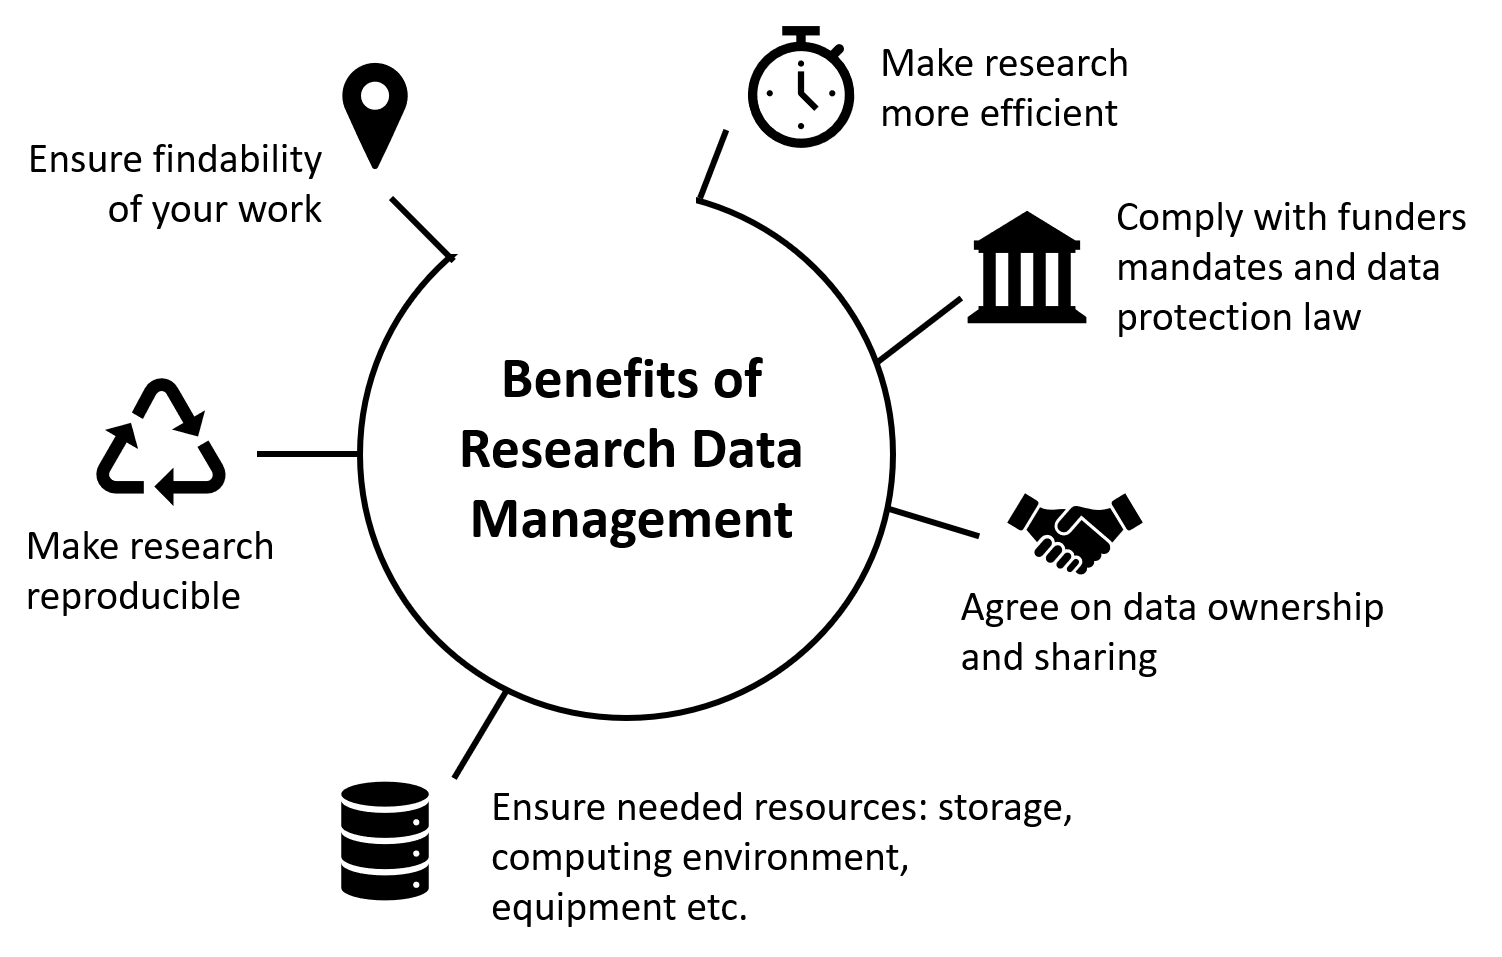 Make research
more efficient
Comply with funders
mandates and data
protection law
Agree on data ownership
and sharing
Ensure needed resources: storage,
computing environment,
equipment etc.
Make research
reproducible
Ensure findability
of your work
Benefits of
Research Data
Management